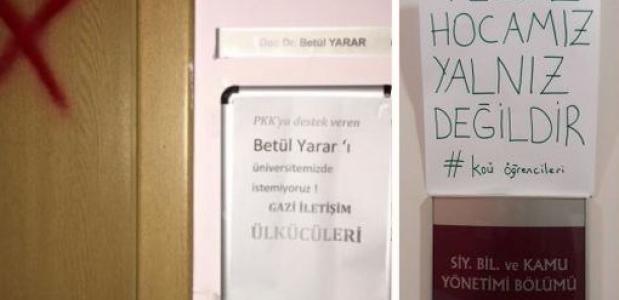 Doç. Dr. Betül YARAR
PKK'ya destek veren
Betül Yarar 'ı
üniversitemizde
istemiyoruz !
GAZİ İLETİŞİM
ÜLKÜCÜLERİ
HOCAMIZ
YALNIZ
DEĞİLDİR
# koü öğrencileri
SİY. BİL. ve KAMU
YÖNETİMİ BÖLÜMÜ